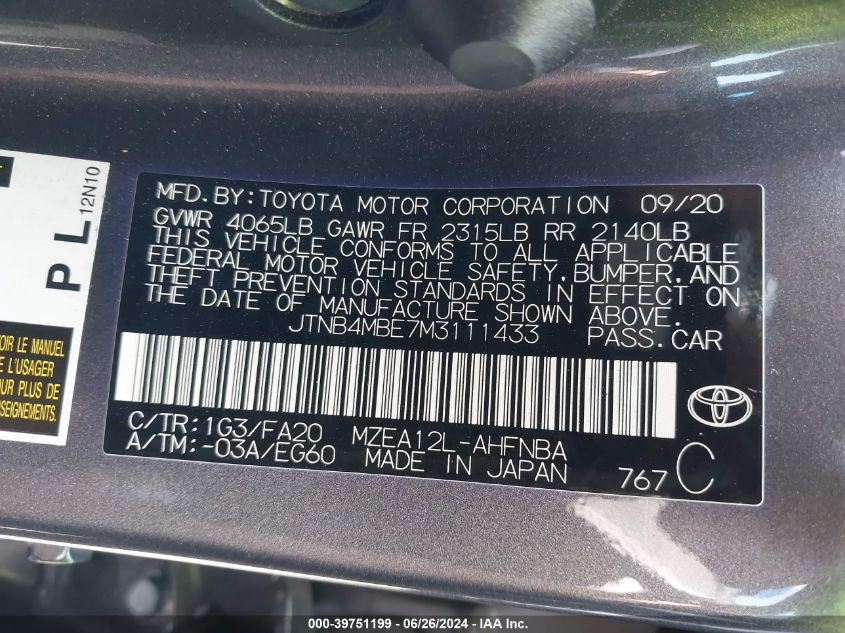 MFD.BY:TOYOTA MOTOR CORPORATION 09/20
GVWR 4065LB GAWR FR 2315LB RR 2140LB
THIS VEHICLE CONFORMS TO ALL APPLICABLE
FEDERAL MOTOR VEHICLE SAFETY,BUMPER,AND
THEFT PREVENTION STANDARDS IN EFFECT ON
THE DATE OF MANUFACTURE SHOWN ABOVE.
JTNB4MBE7M3111433 PASS.CAR
C/TR:1G3/FA20 MZEA12L-AHFNBA
A/TM:-03A/EG60 MADE IN JAPAN 767 C
PL
12N10
OIR LE MANUEL
E L'USAGER
UR PLUS DE
SEIGNEMENTS.
000-39751199 - 06/26/2024 - IAA Inc.